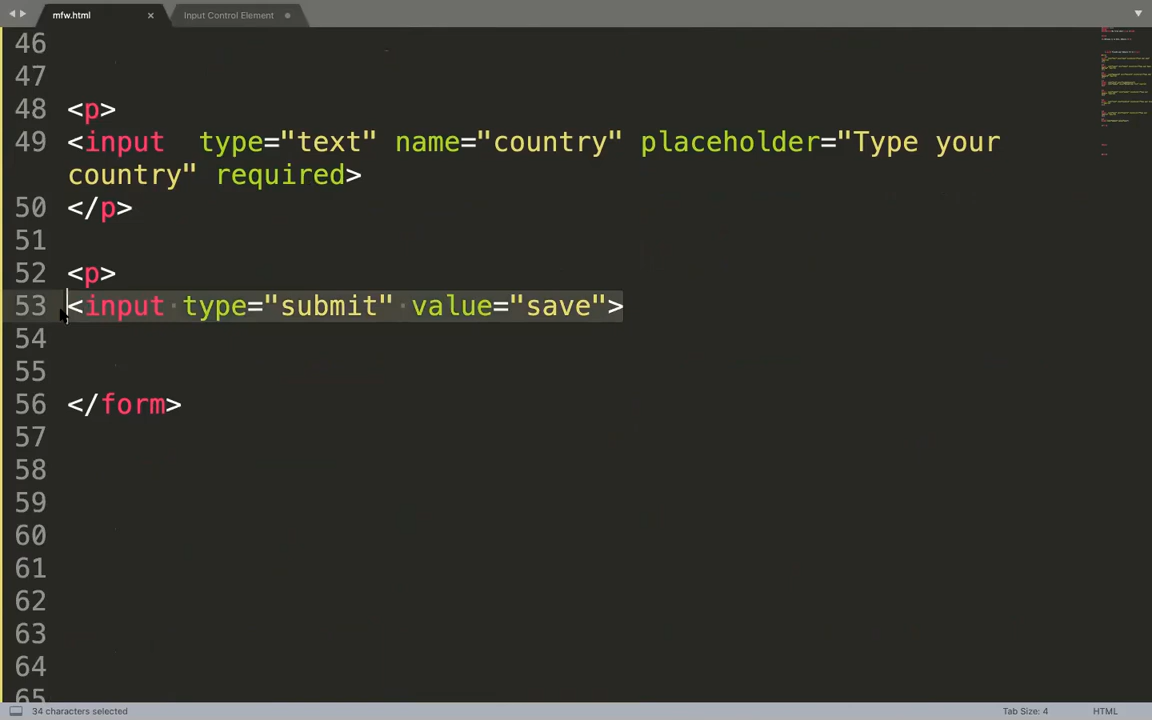 mfw.html
Input Control Element
46
47
48 <p>
49 <input  type="text" name="country" placeholder="Type your
country" required>
50 </p>
51
52 <p>
53 <input type="submit" value="save">
54
55
56 </form>
57
58
59
60
61
62
63
64
65
34 characters selected
Tab Size: 4
HTML